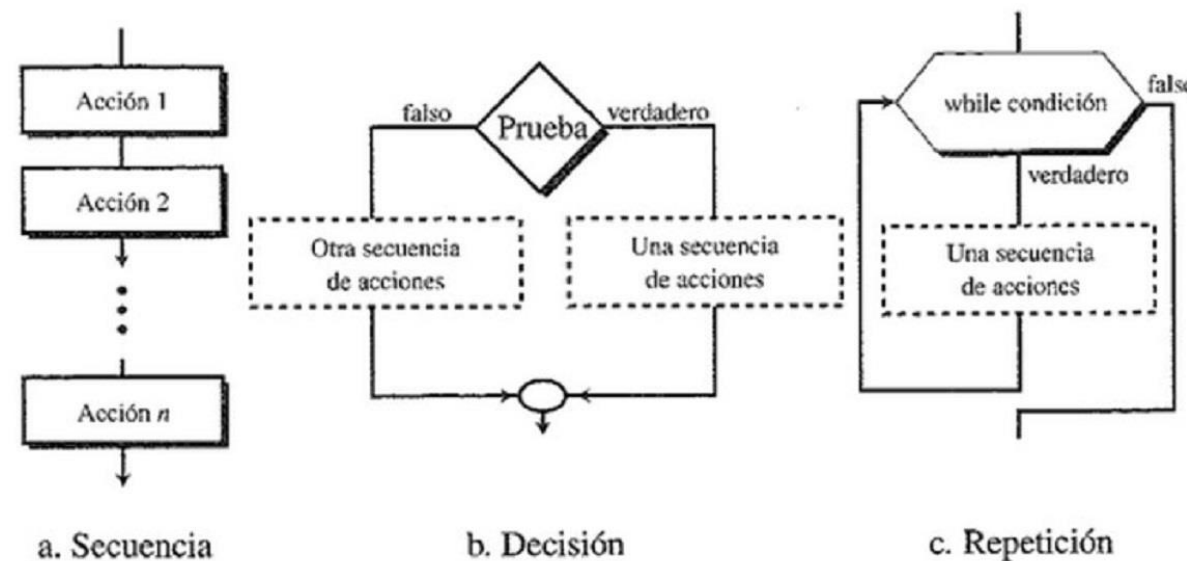 Acción 1
Acción 2
Acción n
a. Secuencia
falso
Prueba
verdadero
Otra secuencia
de acciones
Una secuencia
de acciones
b. Decisión
while condición
falso
verdadero
Una secuencia
de acciones
c. Repetición